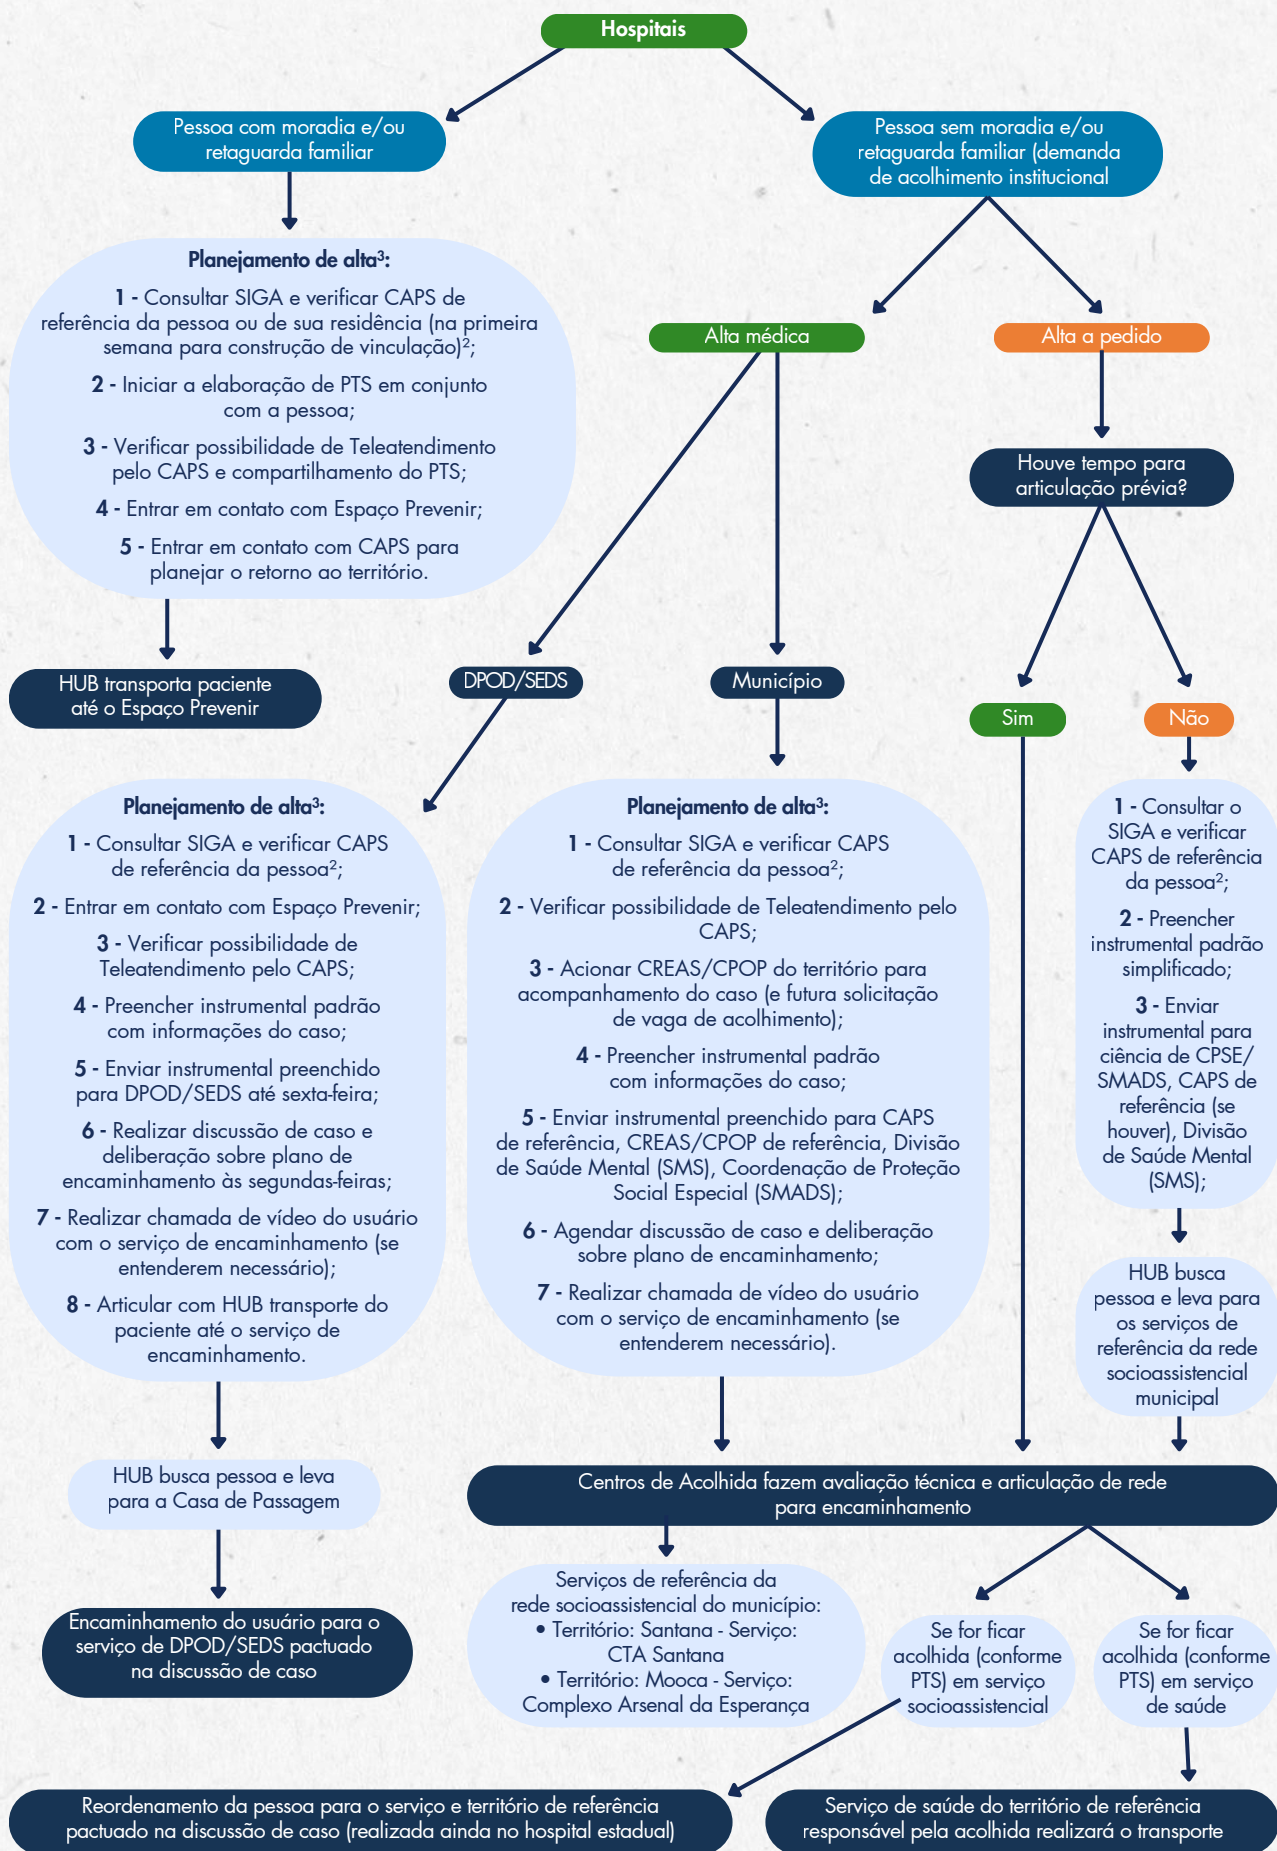 Hospitais
Pessoa com moradia e/ou
retaguarda familiar
Pessoa sem moradia e/ou
retaguarda familiar (demanda
de acolhimento institucional
Planejamento de alta³:
1 - Consultar SIGA e verificar CAPS de
referência da pessoa ou de sua residência (na primeira
semana para construção de vinculação)²;
2 - Iniciar a elaboração de PTS em conjunto
com a pessoa;
3 - Verificar possibilidade de Teleatendimento
pelo CAPS e compartilhamento do PTS;
4 - Entrar em contato com Espaço Prevenir;
5 - Entrar em contato com CAPS para
planejar o retorno ao território.
HUB transporta paciente
até o Espaço Prevenir
Alta médica
Alta a pedido
Houve tempo para
articulação prévia?
DPOD/SEDS
Município
Sim
Não
Planejamento de alta³:
1 - Consultar SIGA e verificar CAPS
de referência da pessoa²;
2 - Entrar em contato com Espaço Prevenir;
3 - Verificar possibilidade de
Teleatendimento pelo CAPS;
4 - Preencher instrumental padrão
com informações do caso;
5 - Enviar instrumental preenchido
para DPOD/SEDS até sexta-feira;
6 - Realizar discussão de caso e
deliberação sobre plano de
encaminhamento às segundas-feiras;
7 - Realizar chamada de vídeo do usuário
com o serviço de encaminhamento (se
entenderem necessário);
8 - Articular com HUB transporte do
paciente até o serviço de
encaminhamento.
Planejamento de alta³:
1 - Consultar SIGA e verificar CAPS
de referência da pessoa²;
2 - Verificar possibilidade de Teleatendimento pelo
CAPS;
3 - Acionar CREAS/CPOP do território para
acompanhamento do caso (e futura solicitação
de vaga de acolhimento);
4 - Preencher instrumental padrão
com informações do caso;
5 - Enviar instrumental preenchido para CAPS
de referência, CREAS/CPOP de referência, Divisão
de Saúde Mental (SMS), Coordenação de Proteção
Social Especial (SMADS);
6 - Agendar discussão de caso e deliberação
sobre plano de encaminhamento;
7 - Realizar chamada de vídeo do usuário
com o serviço de encaminhamento (se
entenderem necessário).
1 - Consultar o
SIGA e verificar
CAPS de referência
da pessoa²;
2 - Preencher
instrumental padrão
simplificado;
3 - Enviar
instrumental para
ciência de CPSE/
SMADS, CAPS de
referência (se
houver), Divisão
de Saúde Mental
(SMS);
HUB busca
pessoa e leva para
os serviços de
referência da rede
socioassistencial
municipal
HUB busca pessoa e leva
para a Casa de Passagem
Encaminhamento do usuário para o
serviço de DPOD/SEDS pactuado
na discussão de caso
Centros de Acolhida fazem avaliação técnica e articulação de rede
para encaminhamento
Serviços de referência da
rede socioassistencial do município:
• Território: Santana - Serviço:
CTA Santana
• Território: Mooca - Serviço:
Complexo Arsenal da Esperança
Se for ficar
acolhida (conforme
PTS) em serviço
socioassistencial
Se for ficar
acolhida (conforme
PTS) em serviço
de saúde
Reordenamento da pessoa para o serviço e território de referência
pactuado na discussão de caso (realizada ainda no hospital estadual)
Serviço de saúde do território de referência
responsável pela acolhida realizará o transporte